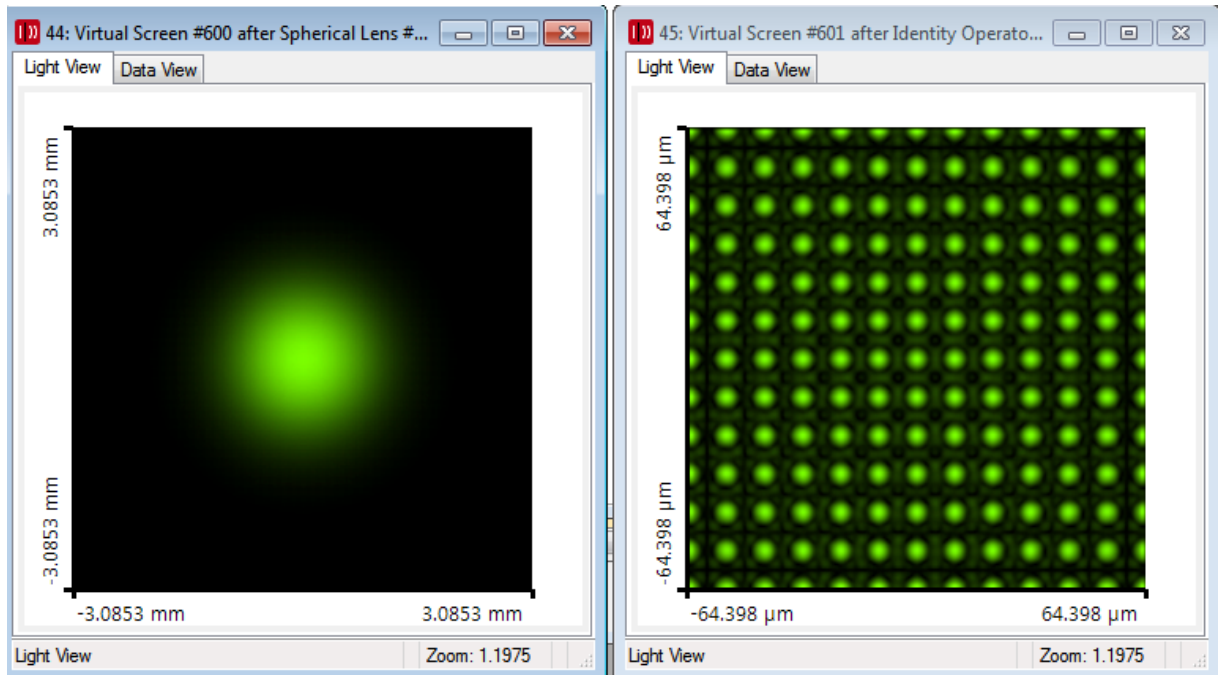 44: Virtual Screen #600 after Spherical Lens #...
Light View
Data View
3.0853 mm
-3.0853 mm
-3.0853 mm
3.0853 mm
Light View
Zoom: 1.1975
45: Virtual Screen #601 after Identity Operato...
Light View
Data View
64.398 µm
-64.398 µm
-64.398 µm
64.398 µm
Light View
Zoom: 1.1975